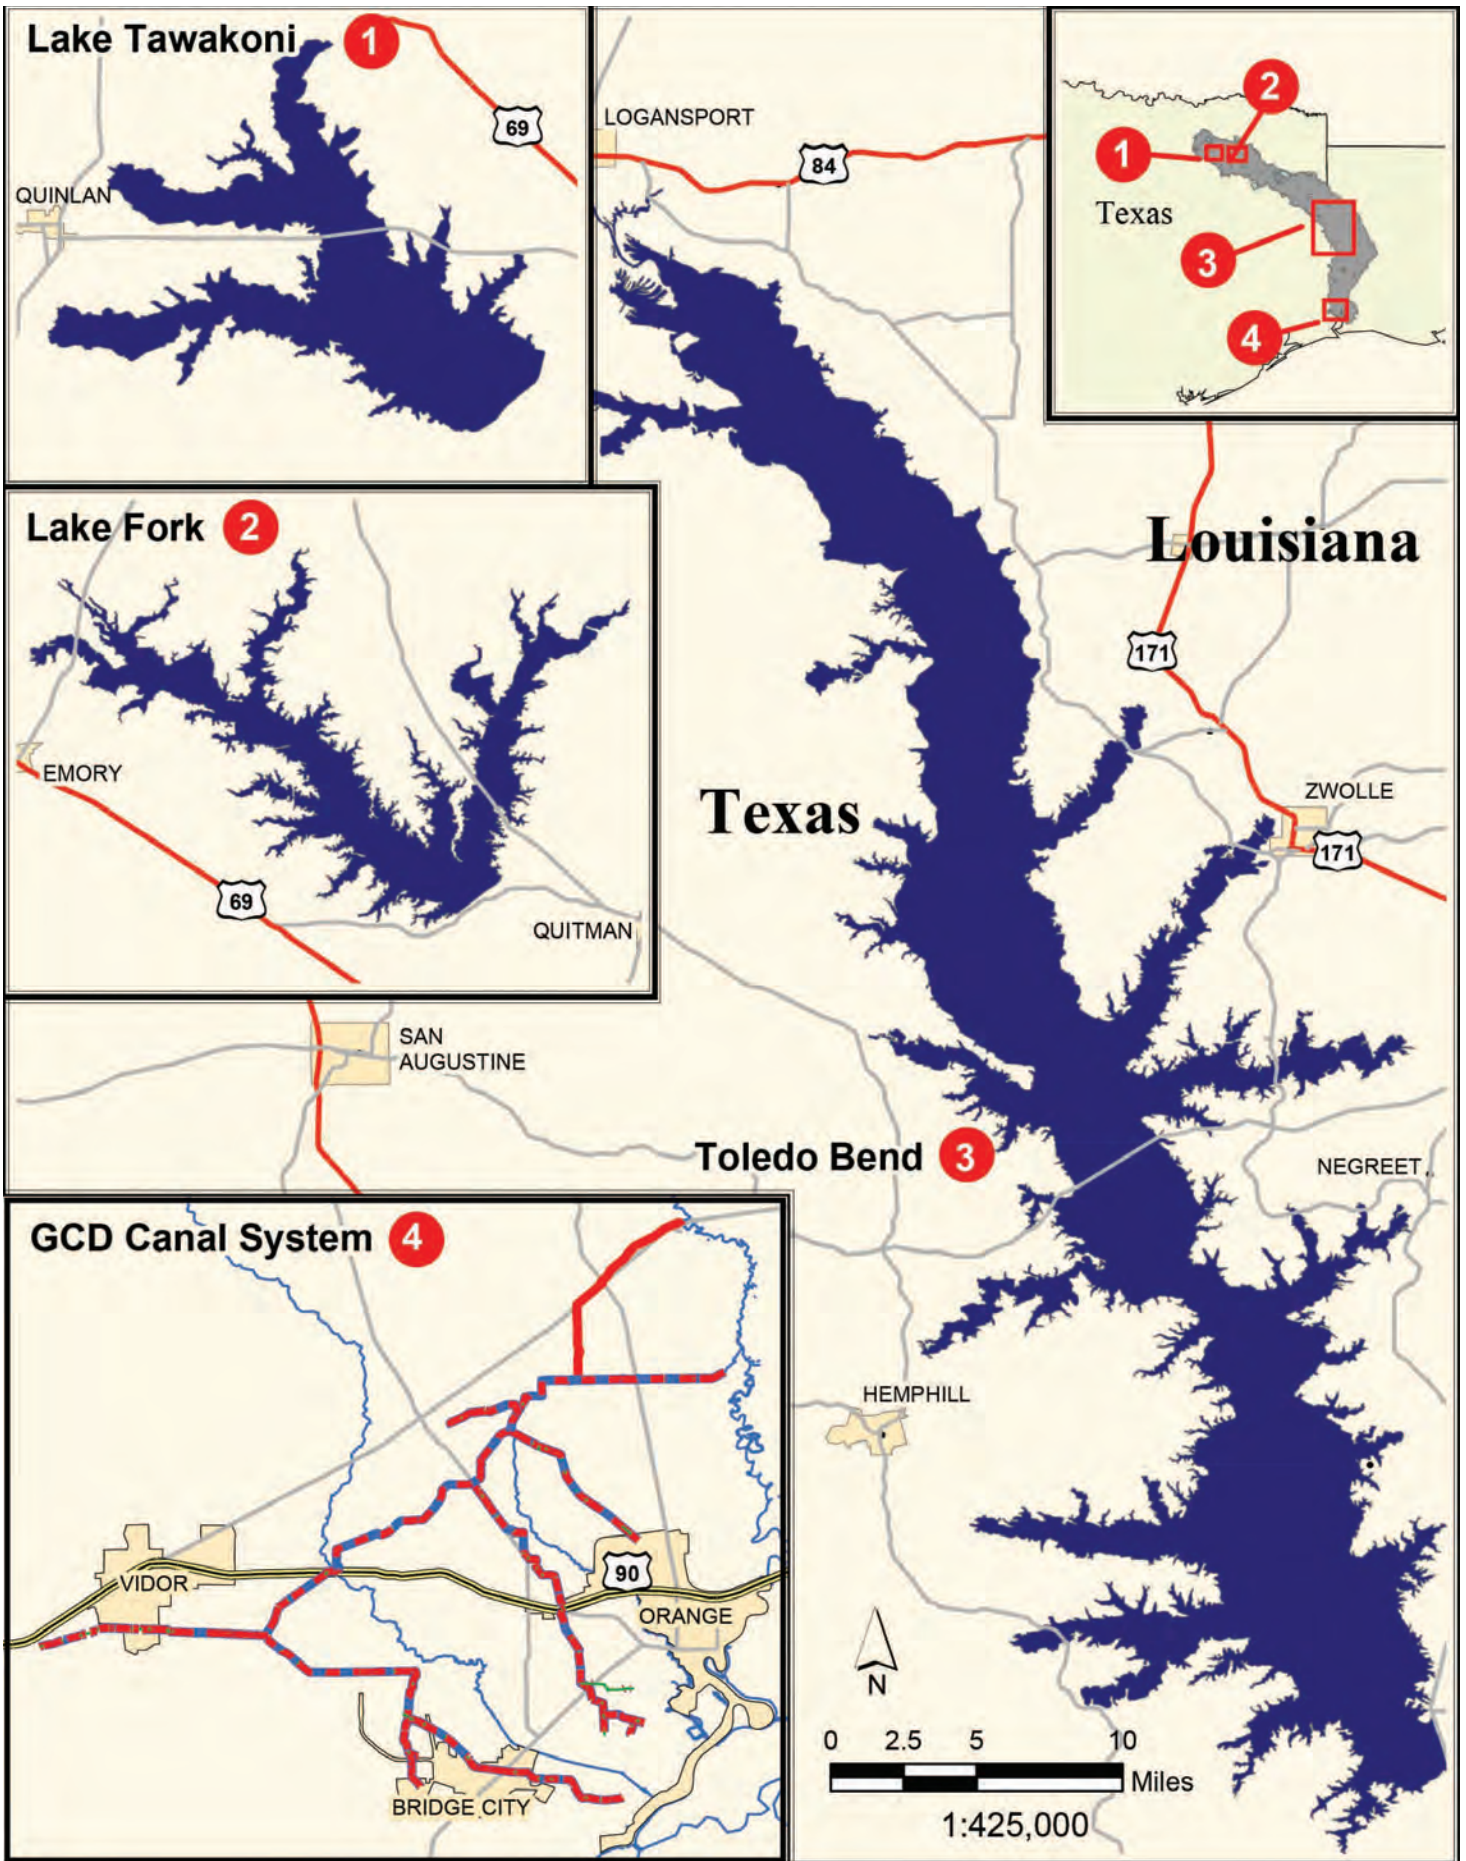 Lake Tawakoni 1
69
QUINLAN
LOGANSPORT
84
2
1
Texas
3
4
Lake Fork 2
EMORY
69
QUITMAN
Louisiana
171
Texas
ZWOLLE
171
SAN
AUGUSTINE
Toledo Bend 3
NEGREET
HEMPHILL
GCD Canal System 4
VIDOR
90
ORANGE
BRIDGE CITY
N
0 2.5 5 10
Miles
1:425,000